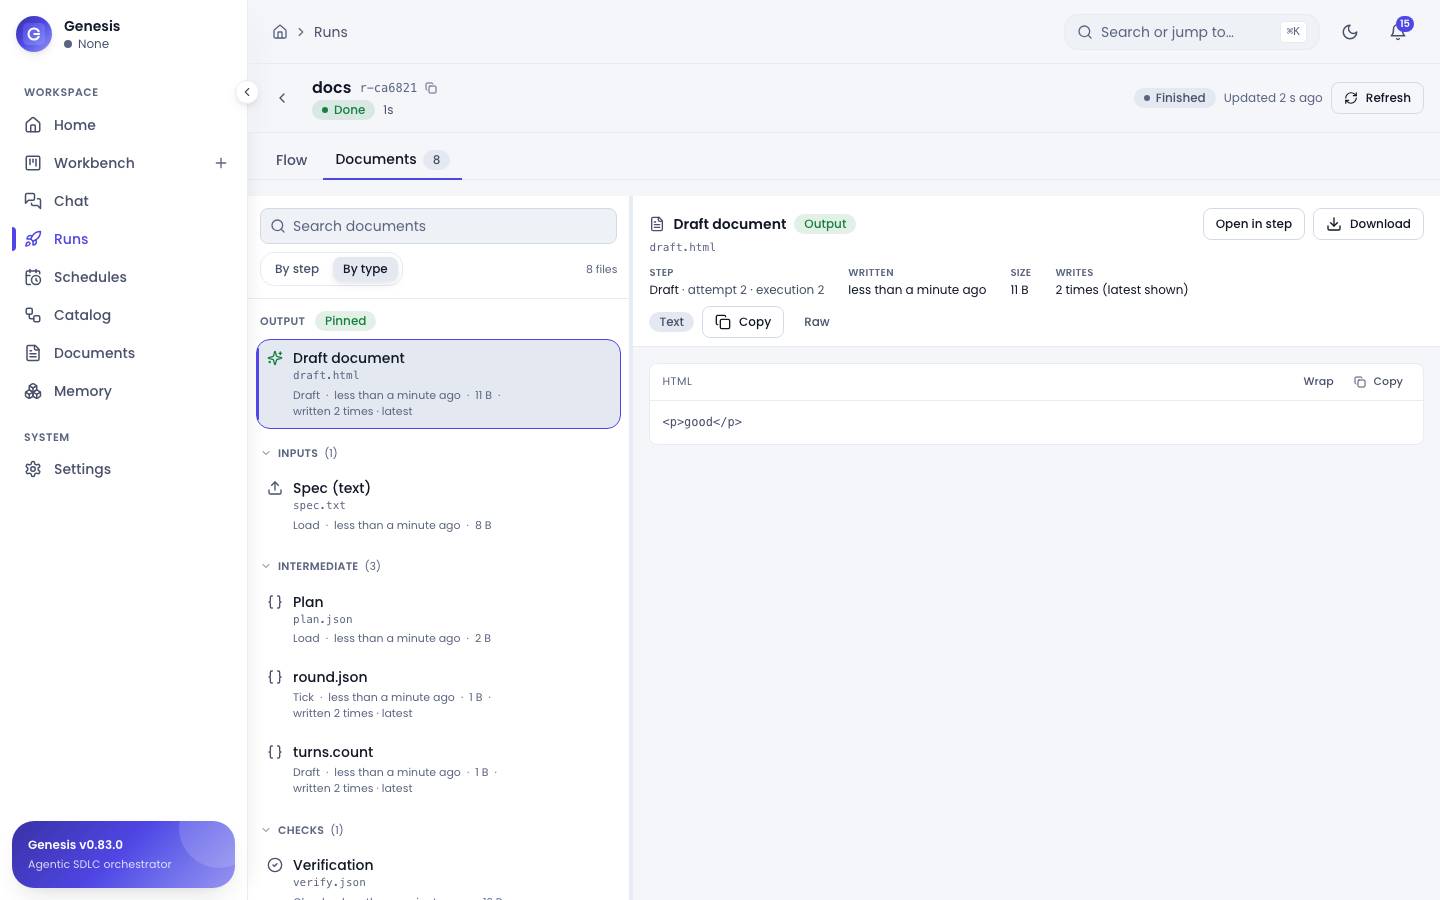 Genesis
None
WORKSPACE
Home
Workbench
Chat
Runs
Schedules
Catalog
Documents
Memory
SYSTEM
Settings
Genesis v0.83.0
Agentic SDLC orchestrator
Runs
Search or jump to...
⌘K
15
docs r-ca6821
Done 1s
Finished Updated 2 s ago Refresh
Flow Documents 8
Search documents
By step By type 8 files
OUTPUT Pinned
Draft document
draft.html
Draft · less than a minute ago · 11 B ·
written 2 times · latest
INPUTS (1)
Spec (text)
spec.txt
Load · less than a minute ago · 8 B
INTERMEDIATE (3)
Plan
plan.json
Load · less than a minute ago · 2 B
{} round.json
Tick · less than a minute ago · 1 B ·
written 2 times · latest
{} turns.count
Draft · less than a minute ago · 1 B ·
written 2 times · latest
CHECKS (1)
Verification
verify.json
Draft document Output
Open in step Download
draft.html
STEP WRITTEN SIZE WRITES
Draft · attempt 2 · execution 2 less than a minute ago 11 B 2 times (latest shown)
Text Copy Raw
HTML Wrap Copy
<p>good</p>